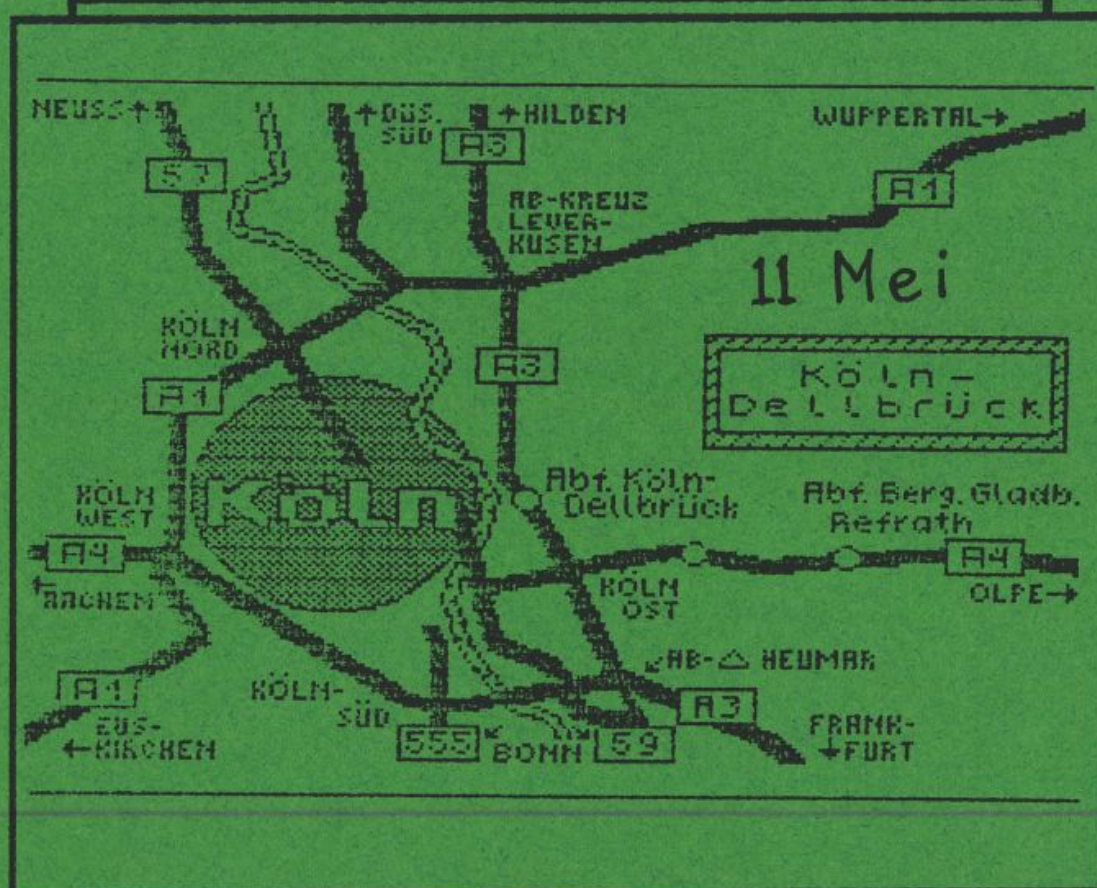 NEUSS↑
↑DÜS.
SÜD
↑HILDEN
WUPPERTAL→
A3
57
A1
AB-KREUZ
LEVER-
KUSEN
11 Mei
KÖLN
NORD
A3
Köln-
Dellbrück
A1
Köln
KÖLN
WEST
Abf. Köln-
Dellbrück
Abf. Berg. Gladb.
Refrath
A4
A4
←AACHEN
KÖLN
OST
OLPE→
↙AB-△ HEUMAR
A1
KÖLN-
SÜD
A3
EUS-
←KIRCHEN
555
↙BONN↘
59
FRANK-
↓FURT